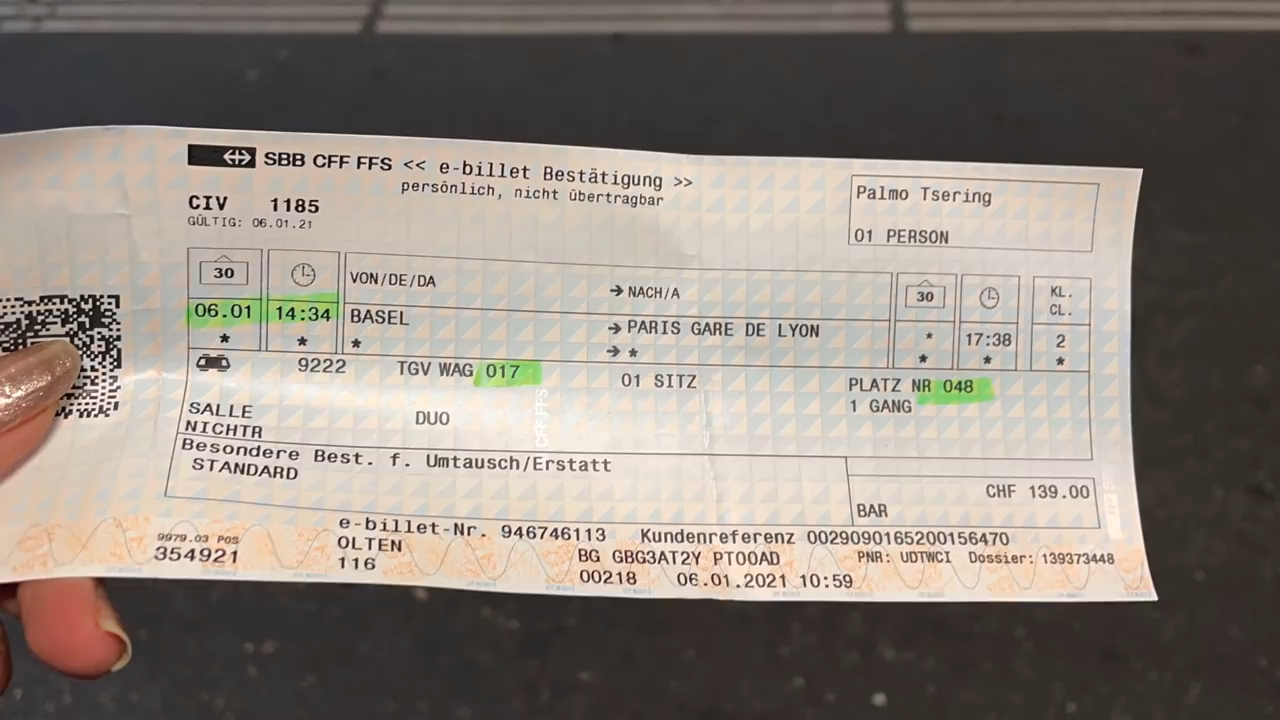 SBB CFF FFS << e-billet Bestätigung >>
persönlich, nicht übertragbar
CIV 1185
GÜLTIG: 06.01.21
Palmo Tsering
01 PERSON
30 VON/DE/DA → NACH/A 30 KL. CL.
06.01 14:34 BASEL → PARIS GARE DE LYON * 17:38 2
* * * → * * * *
9222 TGV WAG 017 01 SITZ PLATZ NR 048
1 GANG
SALLE DUO
NICHTR
CFF FFS
Besondere Best. f. Umtausch/Erstatt
STANDARD
CHF 139.00
BAR
9979.03 POS
354921
e-billet-Nr. 946746113 Kundenreferenz 0029090165200156470
OLTEN BG GBG3AT2Y PT00AD PNR: UDTWCI Dossier: 139373448
116 00218 06.01.2021 10:59